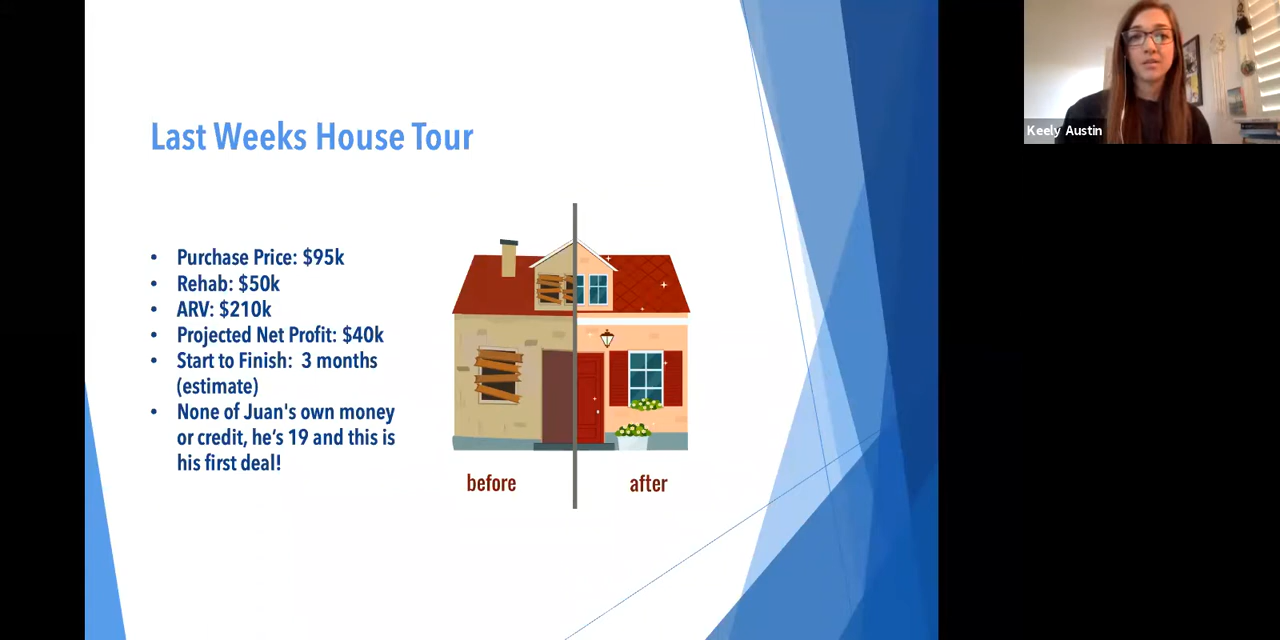 Last Weeks House Tour
• Purchase Price: $95k
• Rehab: $50k
• ARV: $210k
• Projected Net Profit: $40k
• Start to Finish:  3 months
(estimate)
• None of Juan's own money
or credit, he’s 19 and this is
his first deal!
before
after
Keely Austin